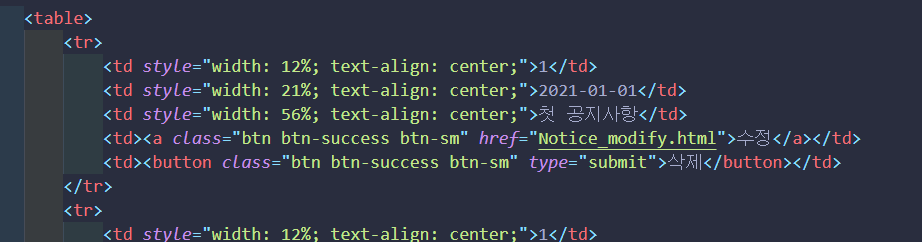 <table>
<tr>
<td style="width: 12%; text-align: center;">1</td>
<td style="width: 21%; text-align: center;">2021-01-01</td>
<td style="width: 56%; text-align: center;">첫 공지사항</td>
<td><a class="btn btn-success btn-sm" href="Notice_modify.html">수정</a></td>
<td><button class="btn btn-success btn-sm" type="submit">삭제</button></td>
</tr>
<tr>
<td style="width: 12%; text-align: center;">1</td>